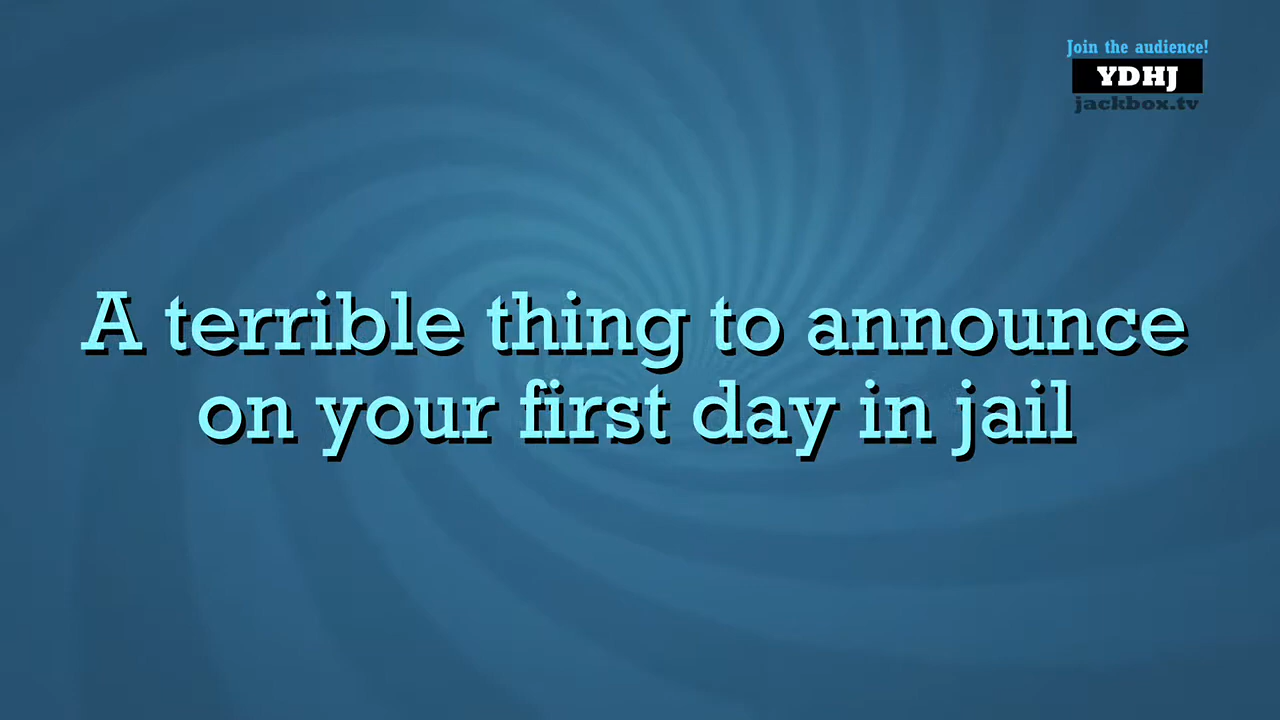 Join the audience!
YDHJ
jackbox.tv
A terrible thing to announce
on your first day in jail